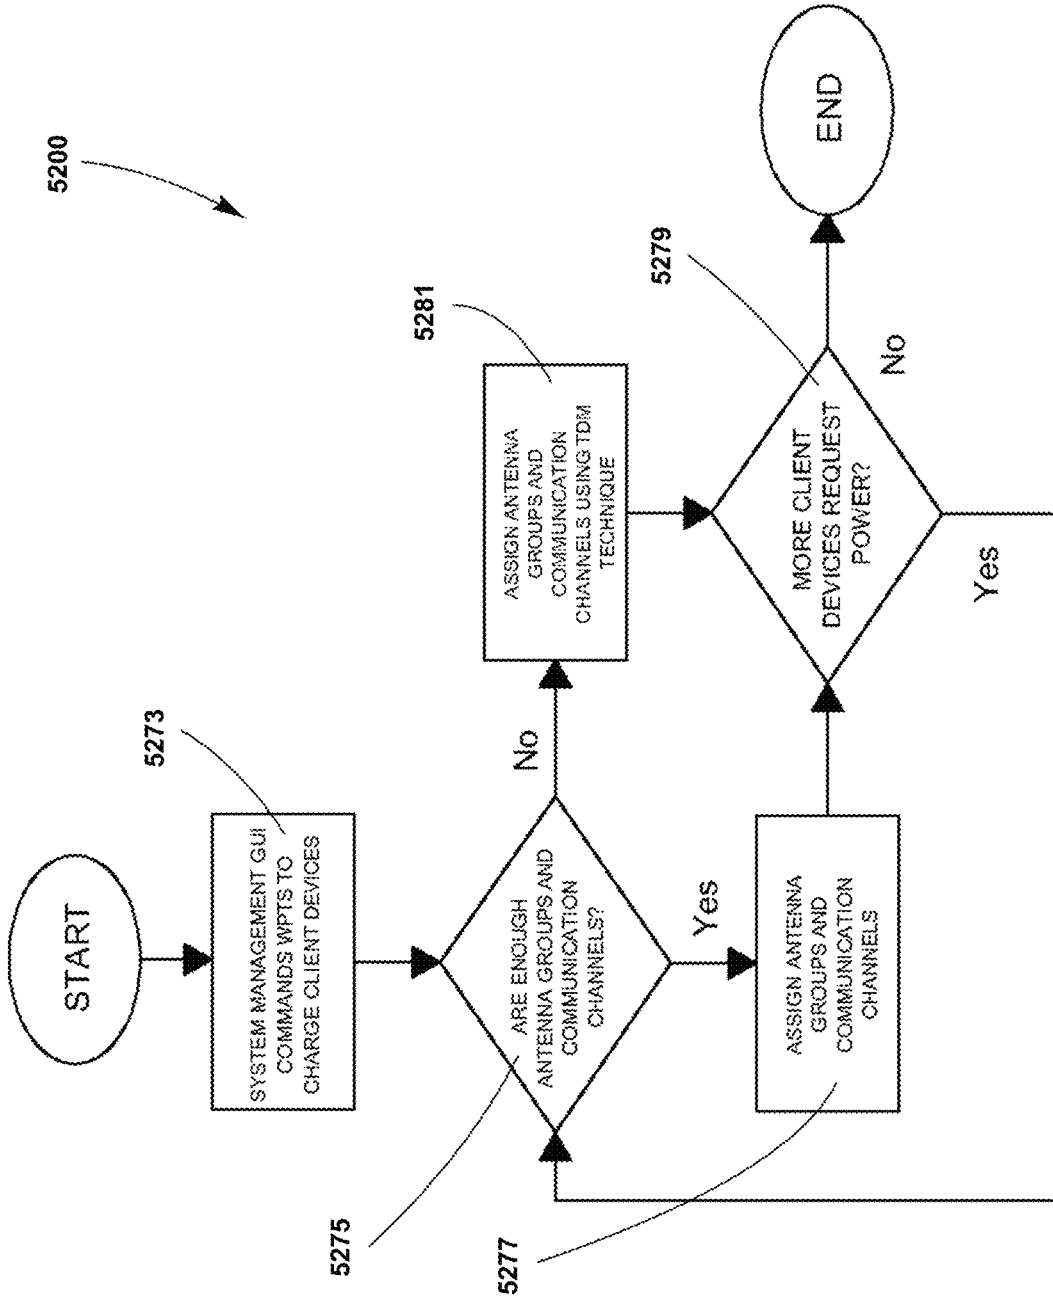 5200
START
5273
SYSTEM MANAGEMENT GUI
COMMANDS WPTS TO
CHARGE CLIENT DEVICES
5275
ARE ENOUGH
ANTENNA GROUPS AND
COMMUNICATION
CHANNELS?
No
5281
ASSIGN ANTENNA
GROUPS AND
COMMUNICATION
CHANNELS USING TDM
TECHNIQUE
Yes
5277
ASSIGN ANTENNA
GROUPS AND
COMMUNICATION
CHANNELS
5279
MORE CLIENT
DEVICES REQUEST
POWER?
No
Yes
END